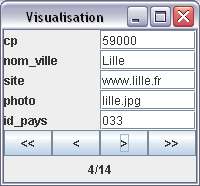 Visualisation
cp 59000
nom_ville Lille
site www.lille.fr
photo lille.jpg
id_pays 033
<< < > >>
4/14